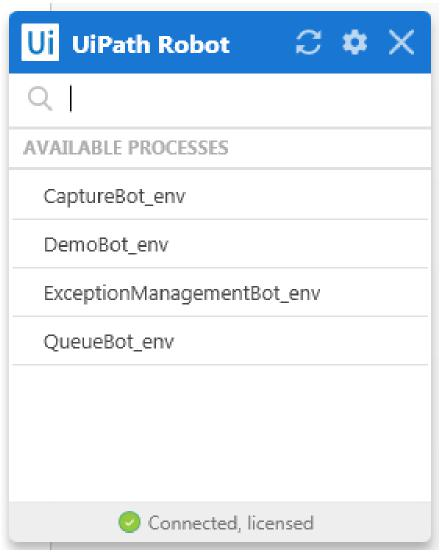 Ui UiPath Robot
AVAILABLE PROCESSES
CaptureBot_env
DemoBot_env
ExceptionManagementBot_env
QueueBot_env
Connected, licensed